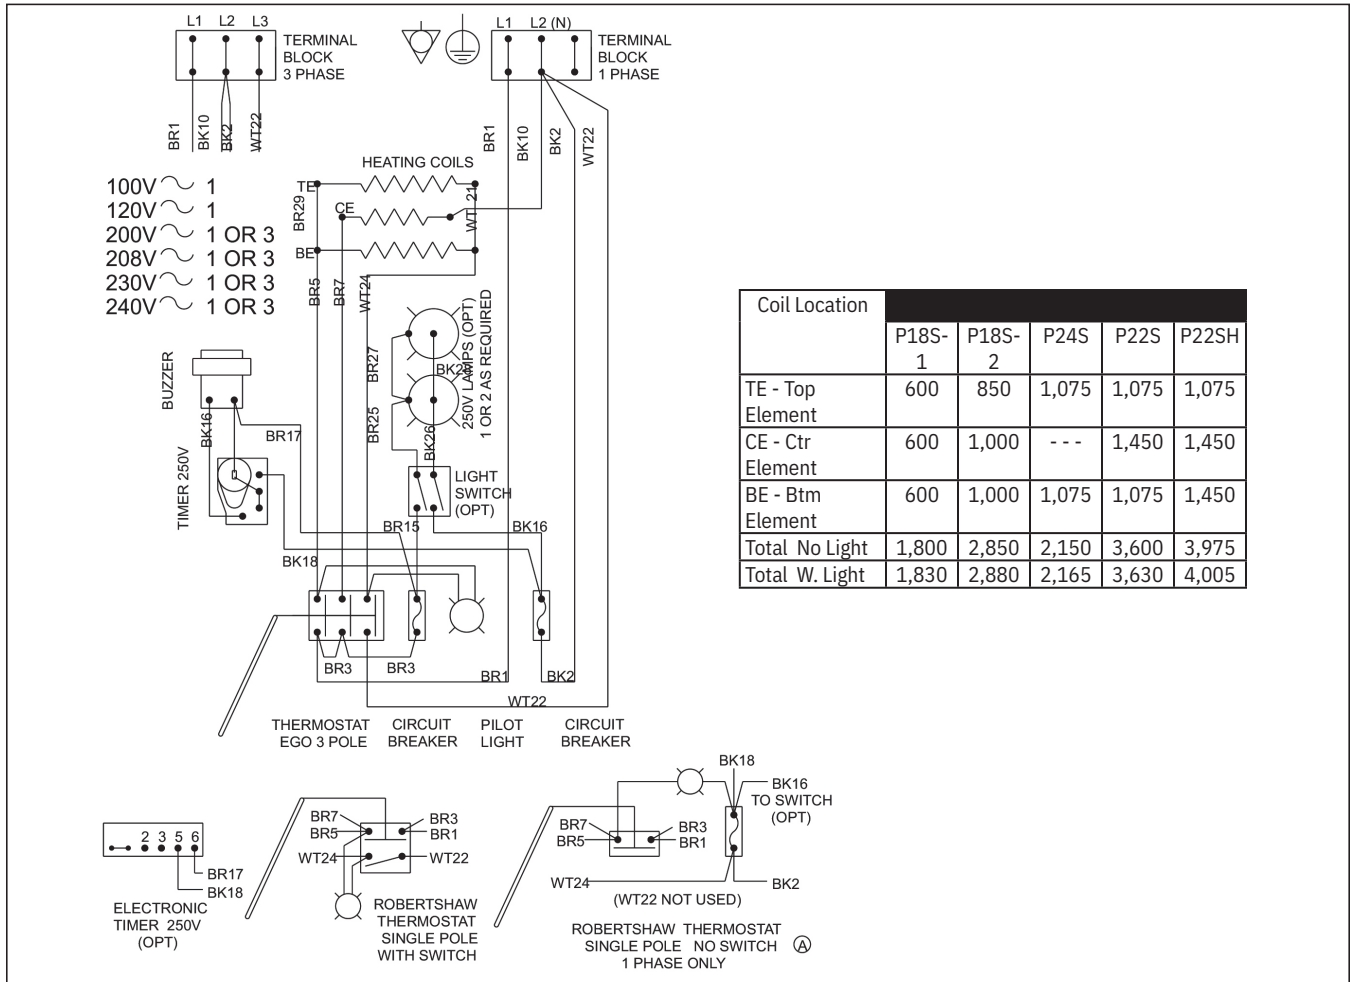 L1 L2 L3
TERMINAL
BLOCK
3 PHASE
L1 L2 (N)
TERMINAL
BLOCK
1 PHASE
BR1
BK10
BK2
WT22
BR1
BK10
BK2
WT22
HEATING COILS
TE
BR29
CE
WT 21
BE
100V 1
120V 1
200V 1 OR 3
208V 1 OR 3
230V 1 OR 3
240V 1 OR 3
BR5
BR7
WT24
250V LAMPS (OPT)
1 OR 2 AS REQUIRED
BR27
BK28
BR25
BK26
BUZZER
BK16
BR17
TIMER 250V
LIGHT
SWITCH
(OPT)
BR15
BK16
BK18
BR3
BR3
BR1
BK2
WT22
THERMOSTAT
EGO 3 POLE
CIRCUIT
BREAKER
PILOT
LIGHT
CIRCUIT
BREAKER
Coil Location
P18S-1 P18S-2 P24S P22S P22SH
TE - Top Element 600 850 1,075 1,075 1,075
CE - Ctr Element 600 1,000 - - - 1,450 1,450
BE - Btm Element 600 1,000 1,075 1,075 1,450
Total No Light 1,800 2,850 2,150 3,600 3,975
Total W. Light 1,830 2,880 2,165 3,630 4,005
2 3 5 6
BR17
BK18
ELECTRONIC
TIMER 250V
(OPT)
BR7
BR5
WT24
BR3
BR1
WT22
ROBERTSHAW
THERMOSTAT
SINGLE POLE
WITH SWITCH
BK18
BK16
TO SWITCH
(OPT)
BR7
BR5
BR3
BR1
WT24
BK2
(WT22 NOT USED)
ROBERTSHAW THERMOSTAT
SINGLE POLE NO SWITCH A
1 PHASE ONLY